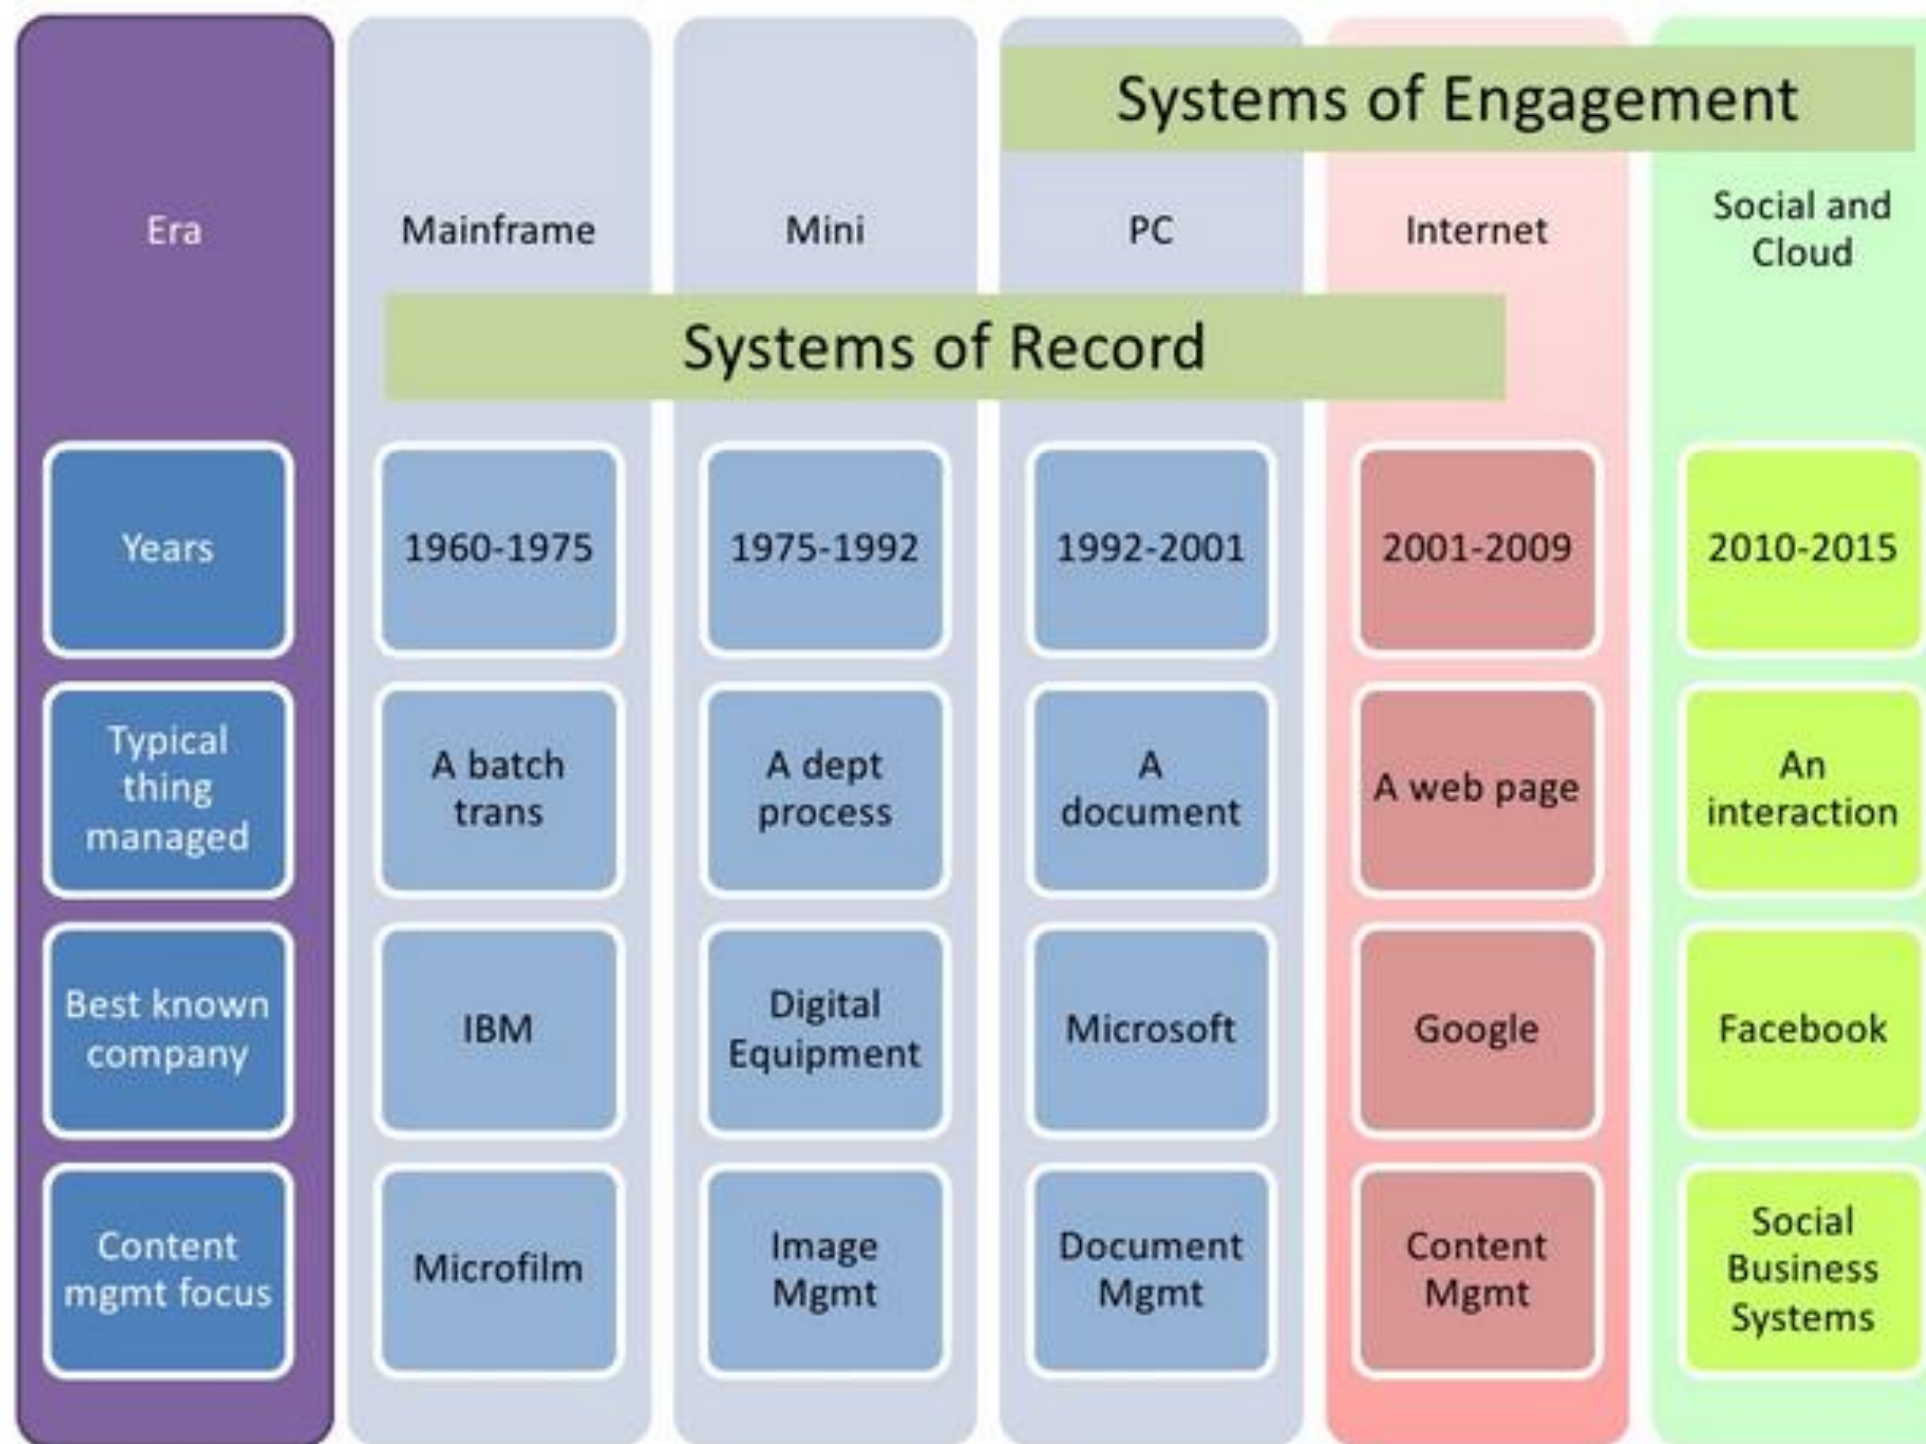 Systems of Engagement
Era
Mainframe
Mini
PC
Internet
Social and
Cloud
Systems of Record
Years
1960-1975
1975-1992
1992-2001
2001-2009
2010-2015
Typical
thing
managed
A batch
trans
A dept
process
A
document
A web page
An
interaction
Best known
company
IBM
Digital
Equipment
Microsoft
Google
Facebook
Content
mgmt focus
Microfilm
Image
Mgmt
Document
Mgmt
Content
Mgmt
Social
Business
Systems